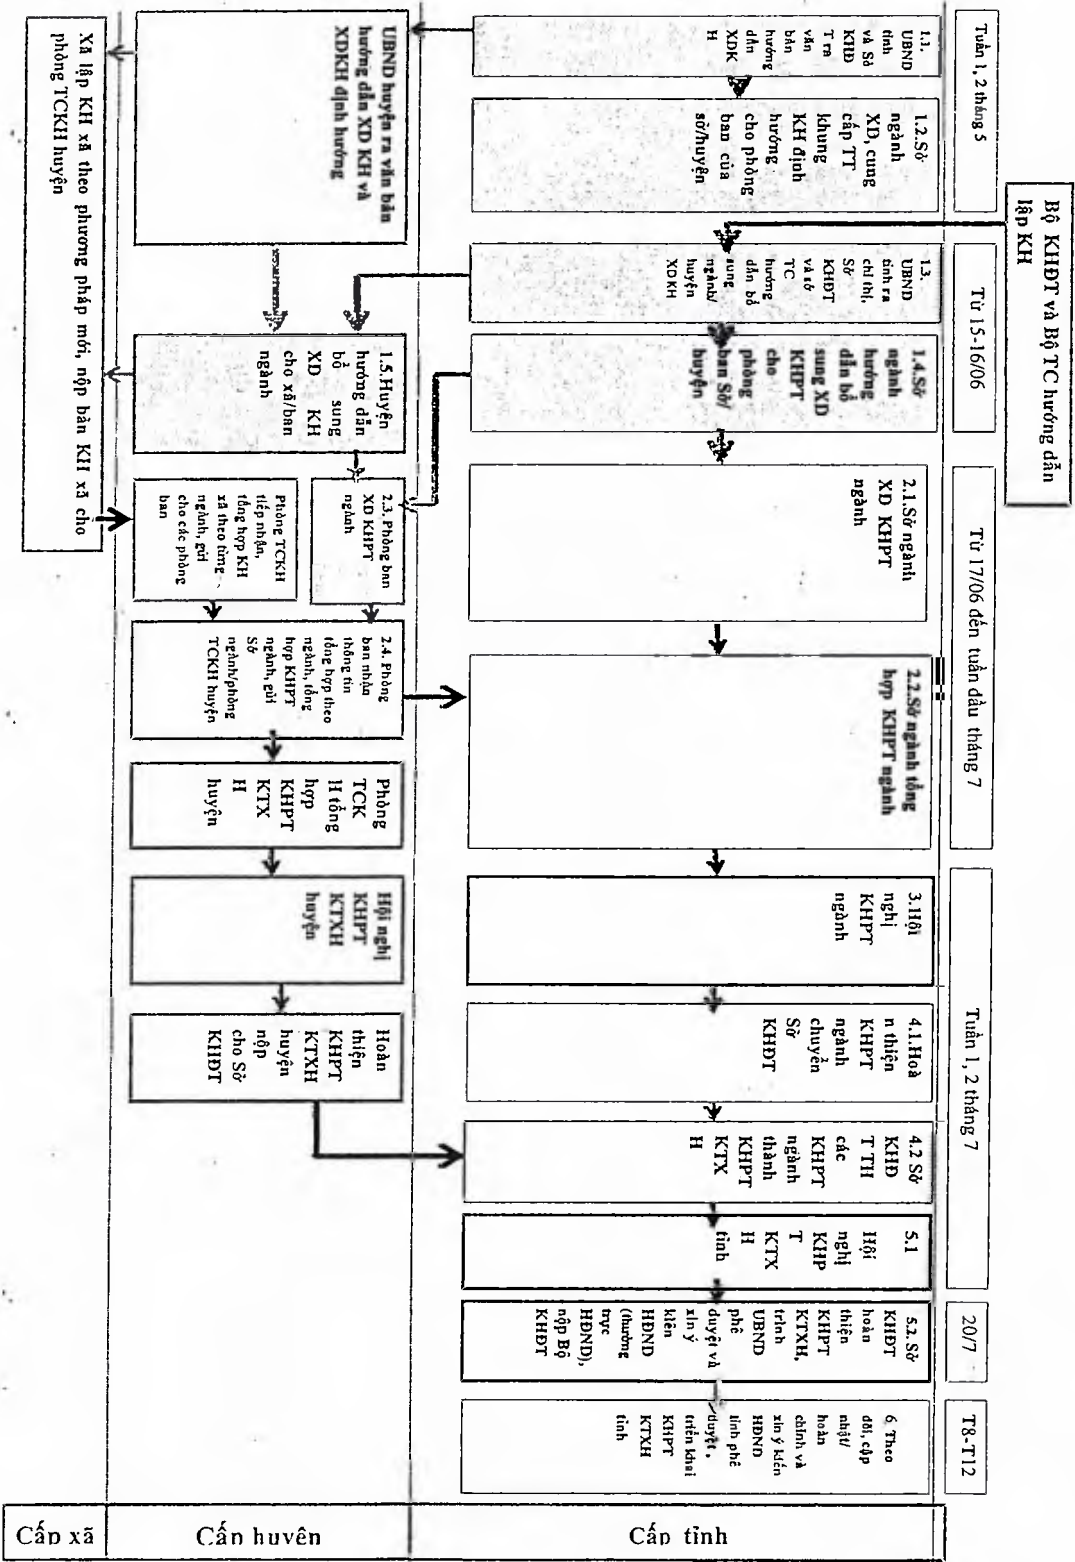 Bộ KHĐT và Bộ TC hướng dẫn
lập KH
Tuần 1, 2 tháng 5
Từ 15-16/06
Từ 17/06 đến tuần đầu tháng 7
Tuần 1, 2 tháng 7
20/7
T8-T12
1.1.
UBND
tỉnh
và Sở
KHĐ
T ra
văn
bản
hướng
dẫn
XDK
H
1.2.Sở
ngành
XD, cung
cấp TT
khung
KH định
hướng
cho phòng
ban của
sở/huyện
1.3.
UBND
tỉnh ra
chỉ thị,
Sở
KHĐT
và sở
TC
hướng
dẫn bổ
sung
ngành/
huyện
XDKH
1.4.Sở
ngành
hướng
dẫn bổ
sung XD
KHPT
cho
phòng
ban Sở/
huyện
2.1.Sở ngành
XD KHPT
ngành
2.2.Sở ngành tổng
hợp KHPT ngành
3.Hội
nghị
KHPT
ngành
4.1.Hoà
n thiện
KHPT
ngành
chuyển
Sở
KHĐT
4.2 Sở
KHĐ
T TH
các
KHPT
ngành
thành
KHPT
KTX
H
5.1
Hội
nghị
KHP
T
KTX
H
tỉnh
5.2.Sở
KHĐT
hoàn
thiện
KHPT
KTXH,
trình
UBND
phê
duyệt và
xin ý
kiến
HĐND
(thường
trực
HĐND),
nộp Bộ
KHĐT
6. Theo
dõi, cập
nhật/
hoàn
chỉnh và
xin ý kiến
HĐND
tỉnh phê
duyệt,
triển khai
KHPT
KTXH
tỉnh
Cấp tỉnh
UBND huyện ra văn bản
hướng dẫn XD KH và
XDKH định hướng
1.5.Huyện
hướng dẫn
bổ sung
XD KH
cho xã/ban
ngành
2.3. Phòng ban
XD KHPT
ngành
Phòng TCKH
tiếp nhận,
tổng hợp KH
xã theo từng
ngành, gửi
cho các phòng
ban
2.4. Phòng
ban nhận
thông tin
tổng hợp theo
ngành, tổng
hợp KHPT
ngành, gửi
Sở
ngành/phòng
TCKH huyện
Phòng
TCK
H tổng
hợp
KHPT
KTX
H
huyện
Hội nghị
KHPT
KTXH
huyện
Hoàn
thiện
KHPT
KTXH
huyện
nộp
cho Sở
KHĐT
Cấp huyện
Xã lập KH xã theo phương pháp mới, nộp bản KH xã cho
phòng TCKH huyện
Cấp xã